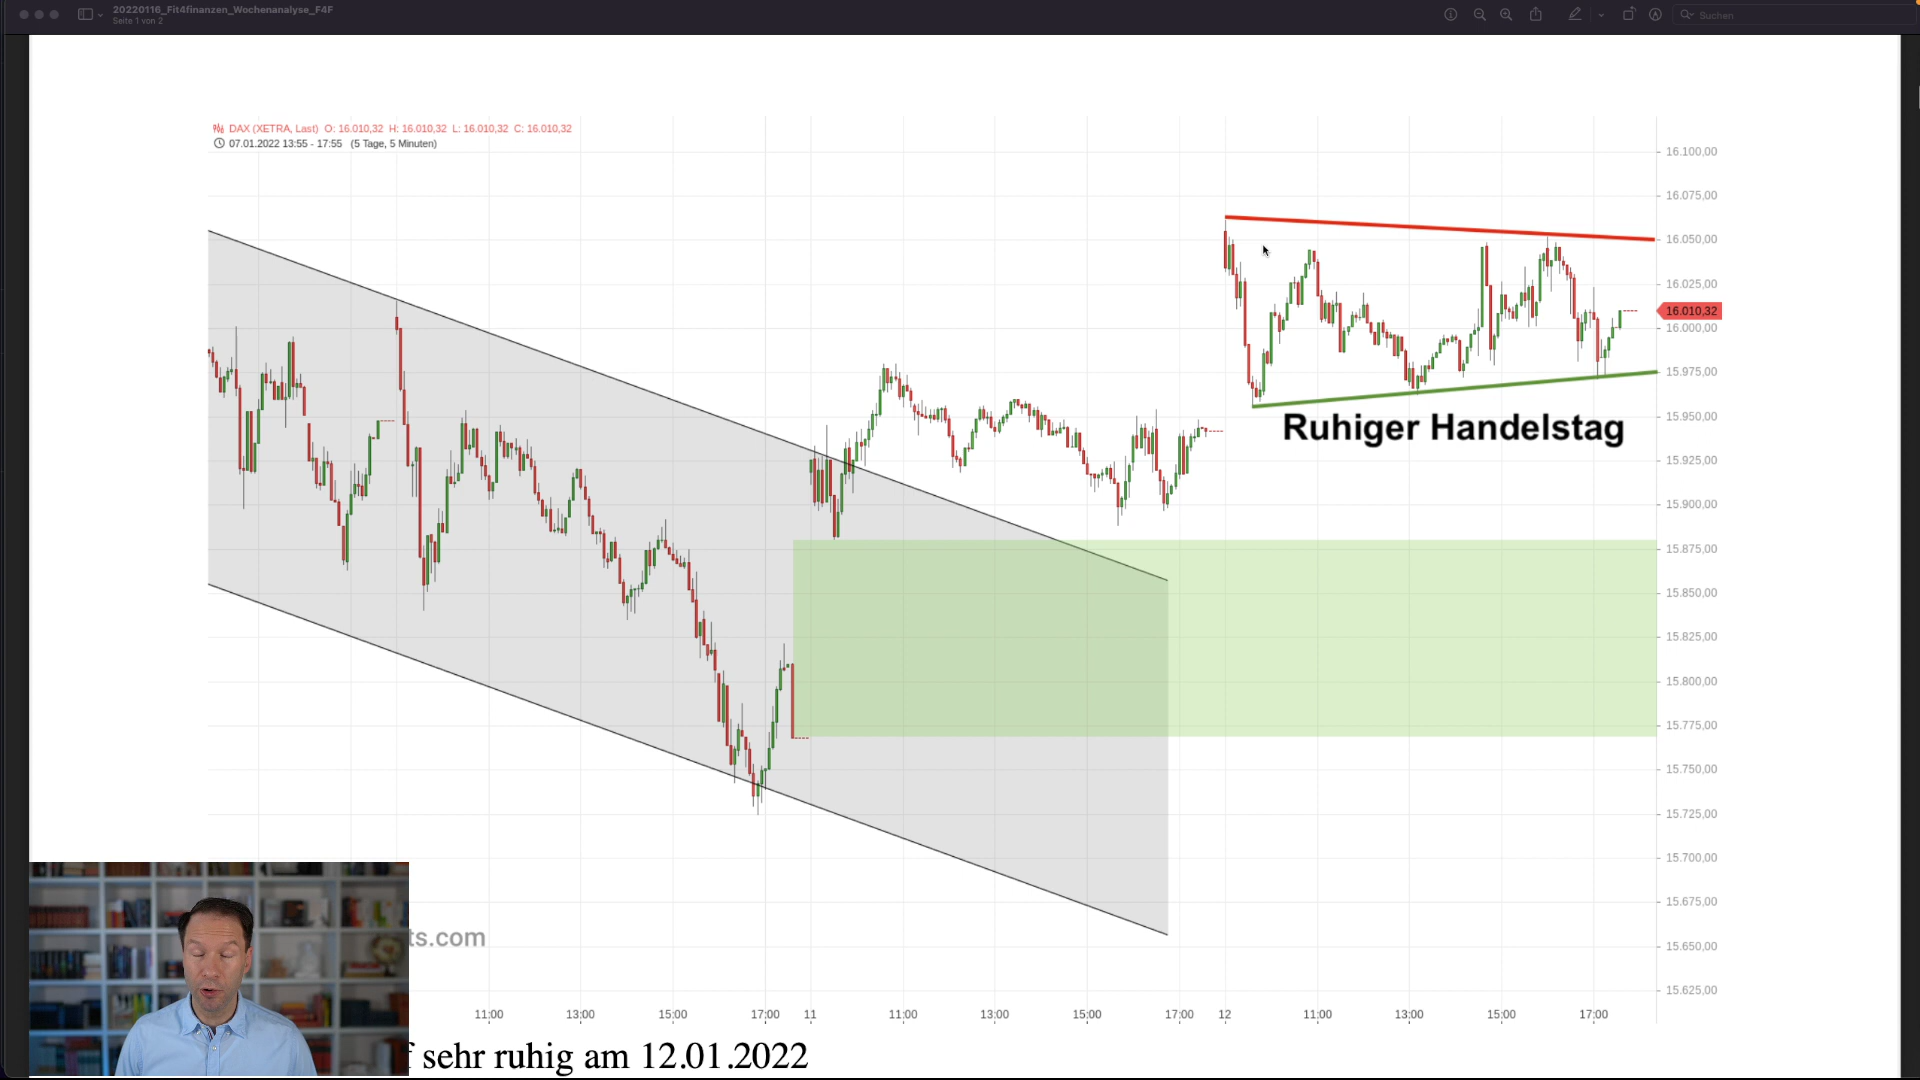 20220116_Fit4finanzen_Wochenanalyse_F4F
Seite 1 von 2
Suchen
DAX (XETRA, Last) O: 16.010,32 H: 16.010,32 L: 16.010,32 C: 16.010,32
07.01.2022 13:55 - 17:55 (5 Tage, 5 Minuten)
16.100,00
16.075,00
16.050,00
16.025,00
16.010,32
16.000,00
15.975,00
15.950,00
Ruhiger Handelstag
15.925,00
15.900,00
15.875,00
15.850,00
15.825,00
15.800,00
15.775,00
15.750,00
15.725,00
15.700,00
15.675,00
15.650,00
15.625,00
ts.com
11:00 13:00 15:00 17:00 11 11:00 13:00 15:00 17:00 12 11:00 13:00 15:00 17:00
f sehr ruhig am 12.01.2022